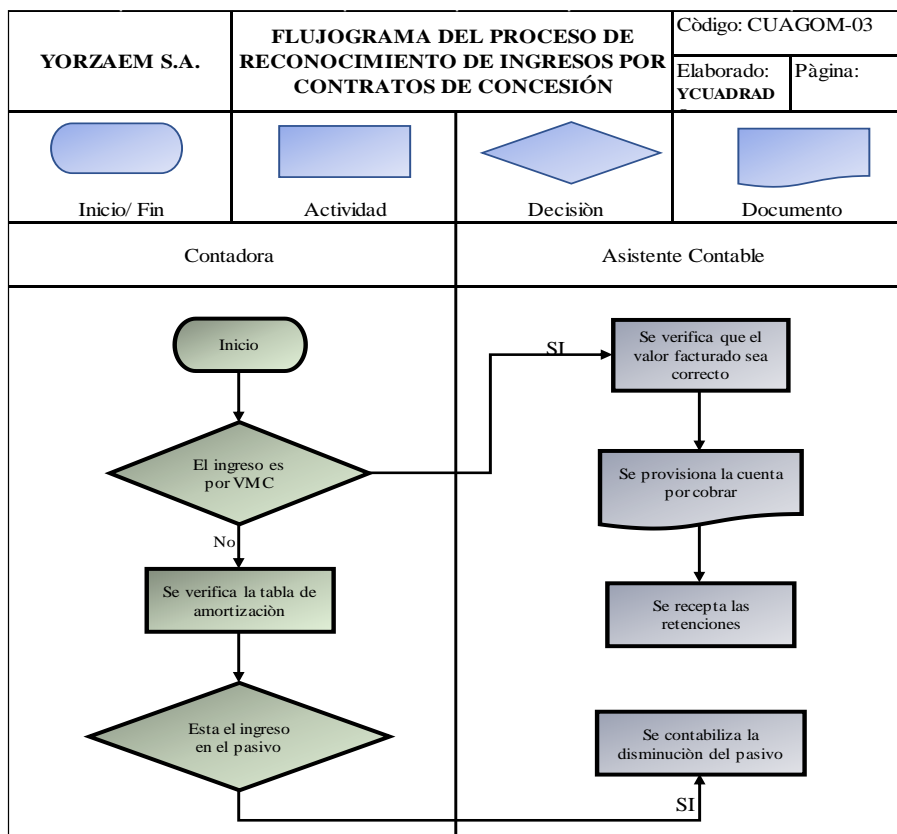 YORZAEM S.A.
FLUJOGRAMA DEL PROCESO DE
RECONOCIMIENTO DE INGRESOS POR
CONTRATOS DE CONCESIÓN
Còdigo: CUAGOM-03
Elaborado:
YCUADRAD
Pàgina:
Inicio/ Fin
Actividad
Decisiòn
Documento
Contadora
Asistente Contable
Inicio
SI
Se verifica que el
valor facturado sea
correcto
El ingreso es
por VMC
Se provisiona la cuenta
por cobrar
No
Se verifica la tabla de
amortizaciòn
Se recepta las
retenciones
Esta el ingreso
en el pasivo
Se contabiliza la
disminuciòn del pasivo
SI